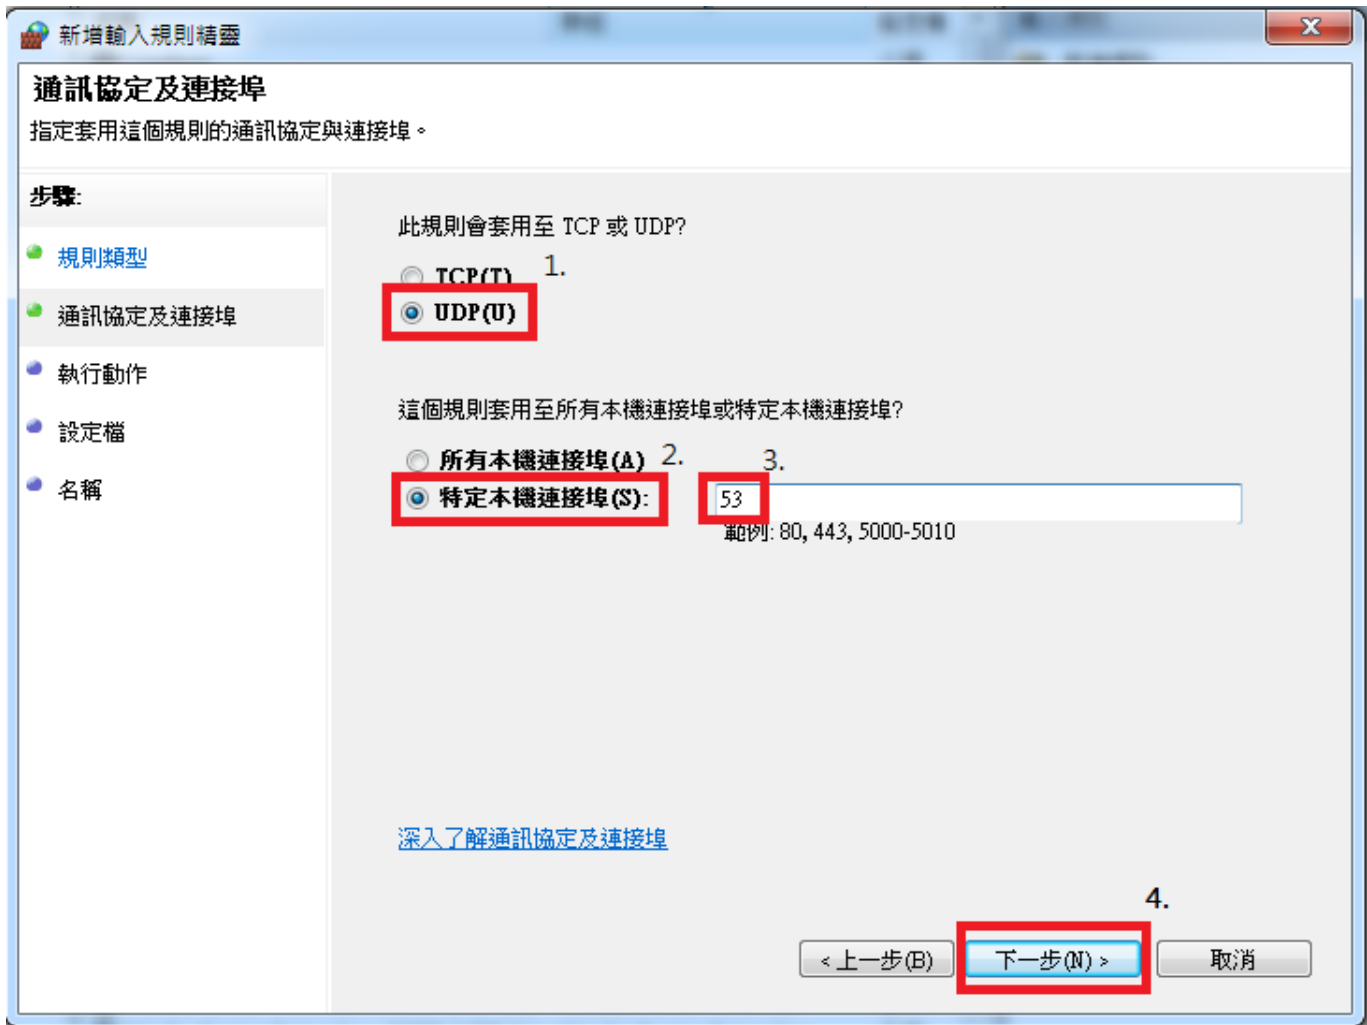 新增輸入規則精靈
通訊協定及連接埠
指定套用這個規則的通訊協定與連接埠。
步驟:
規則類型
通訊協定及連接埠
執行動作
設定檔
名稱
此規則會套用至 TCP 或 UDP?
TCP(T) 1.
UDP(U)
這個規則套用至所有本機連接埠或特定本機連接埠?
所有本機連接埠(A) 2. 3.
特定本機連接埠(S): 53
範例: 80, 443, 5000-5010
深入了解通訊協定及連接埠
4.
< 上一步(B) 下一步(N) > 取消